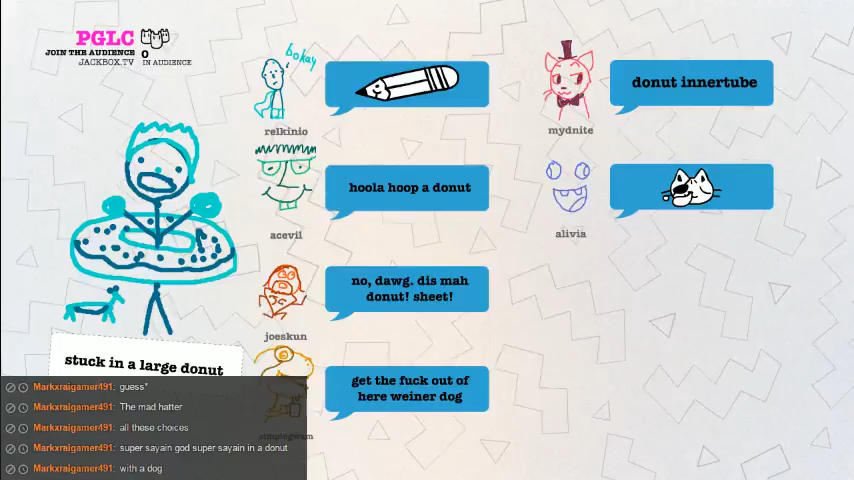 PGLC
JOIN THE AUDIENCE
JACKBOX.TV
0
IN AUDIENCE
bokay
relkinio
donut innertube
mydnite
hoola hoop a donut
acevil
alivia
no, dawg. dis mah
donut! sheet!
joeskun
get the fuck out of
here weiner dog
stuck in a large donut
Markxraigamer491: guess*
Markxraigamer491: The mad hatter
Markxraigamer491: all these choices
Markxraigamer491: super sayain god super sayain in a donut
Markxraigamer491: with a dog